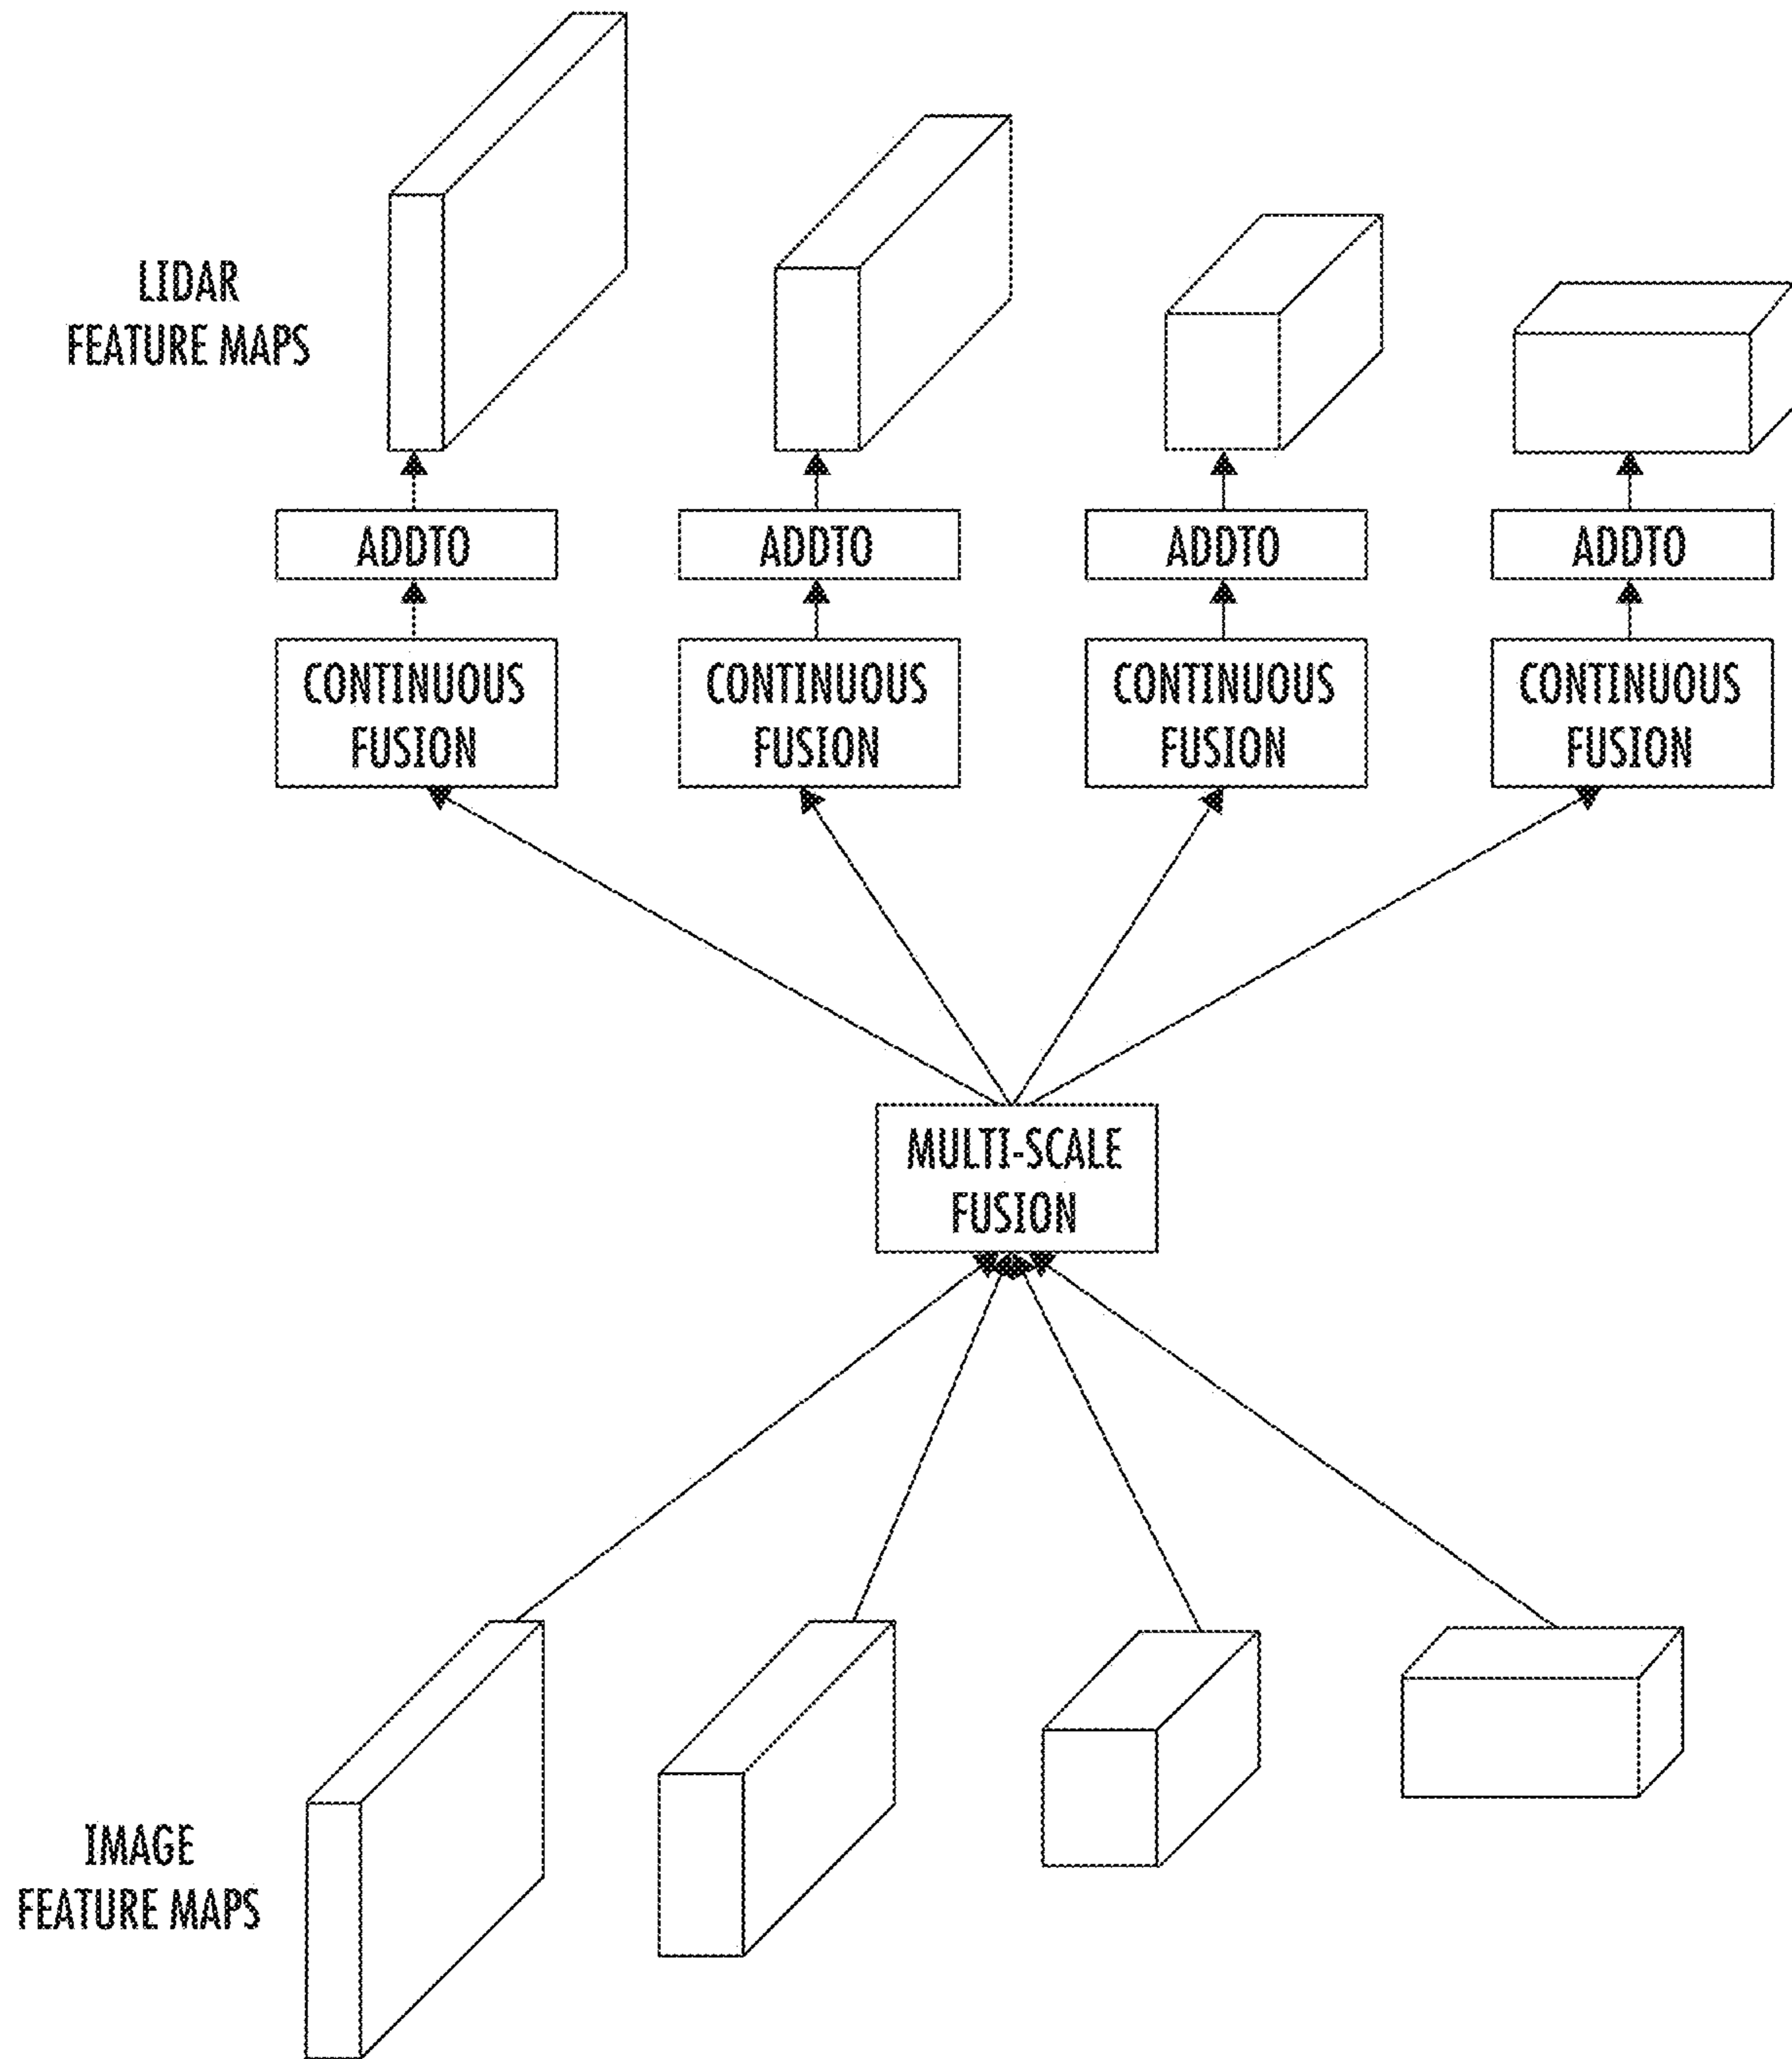 LIDAR
FEATURE MAPS
ADDTO
ADDTO
ADDTO
ADDTO
CONTINUOUS
FUSION
CONTINUOUS
FUSION
CONTINUOUS
FUSION
CONTINUOUS
FUSION
MULTI-SCALE
FUSION
IMAGE
FEATURE MAPS